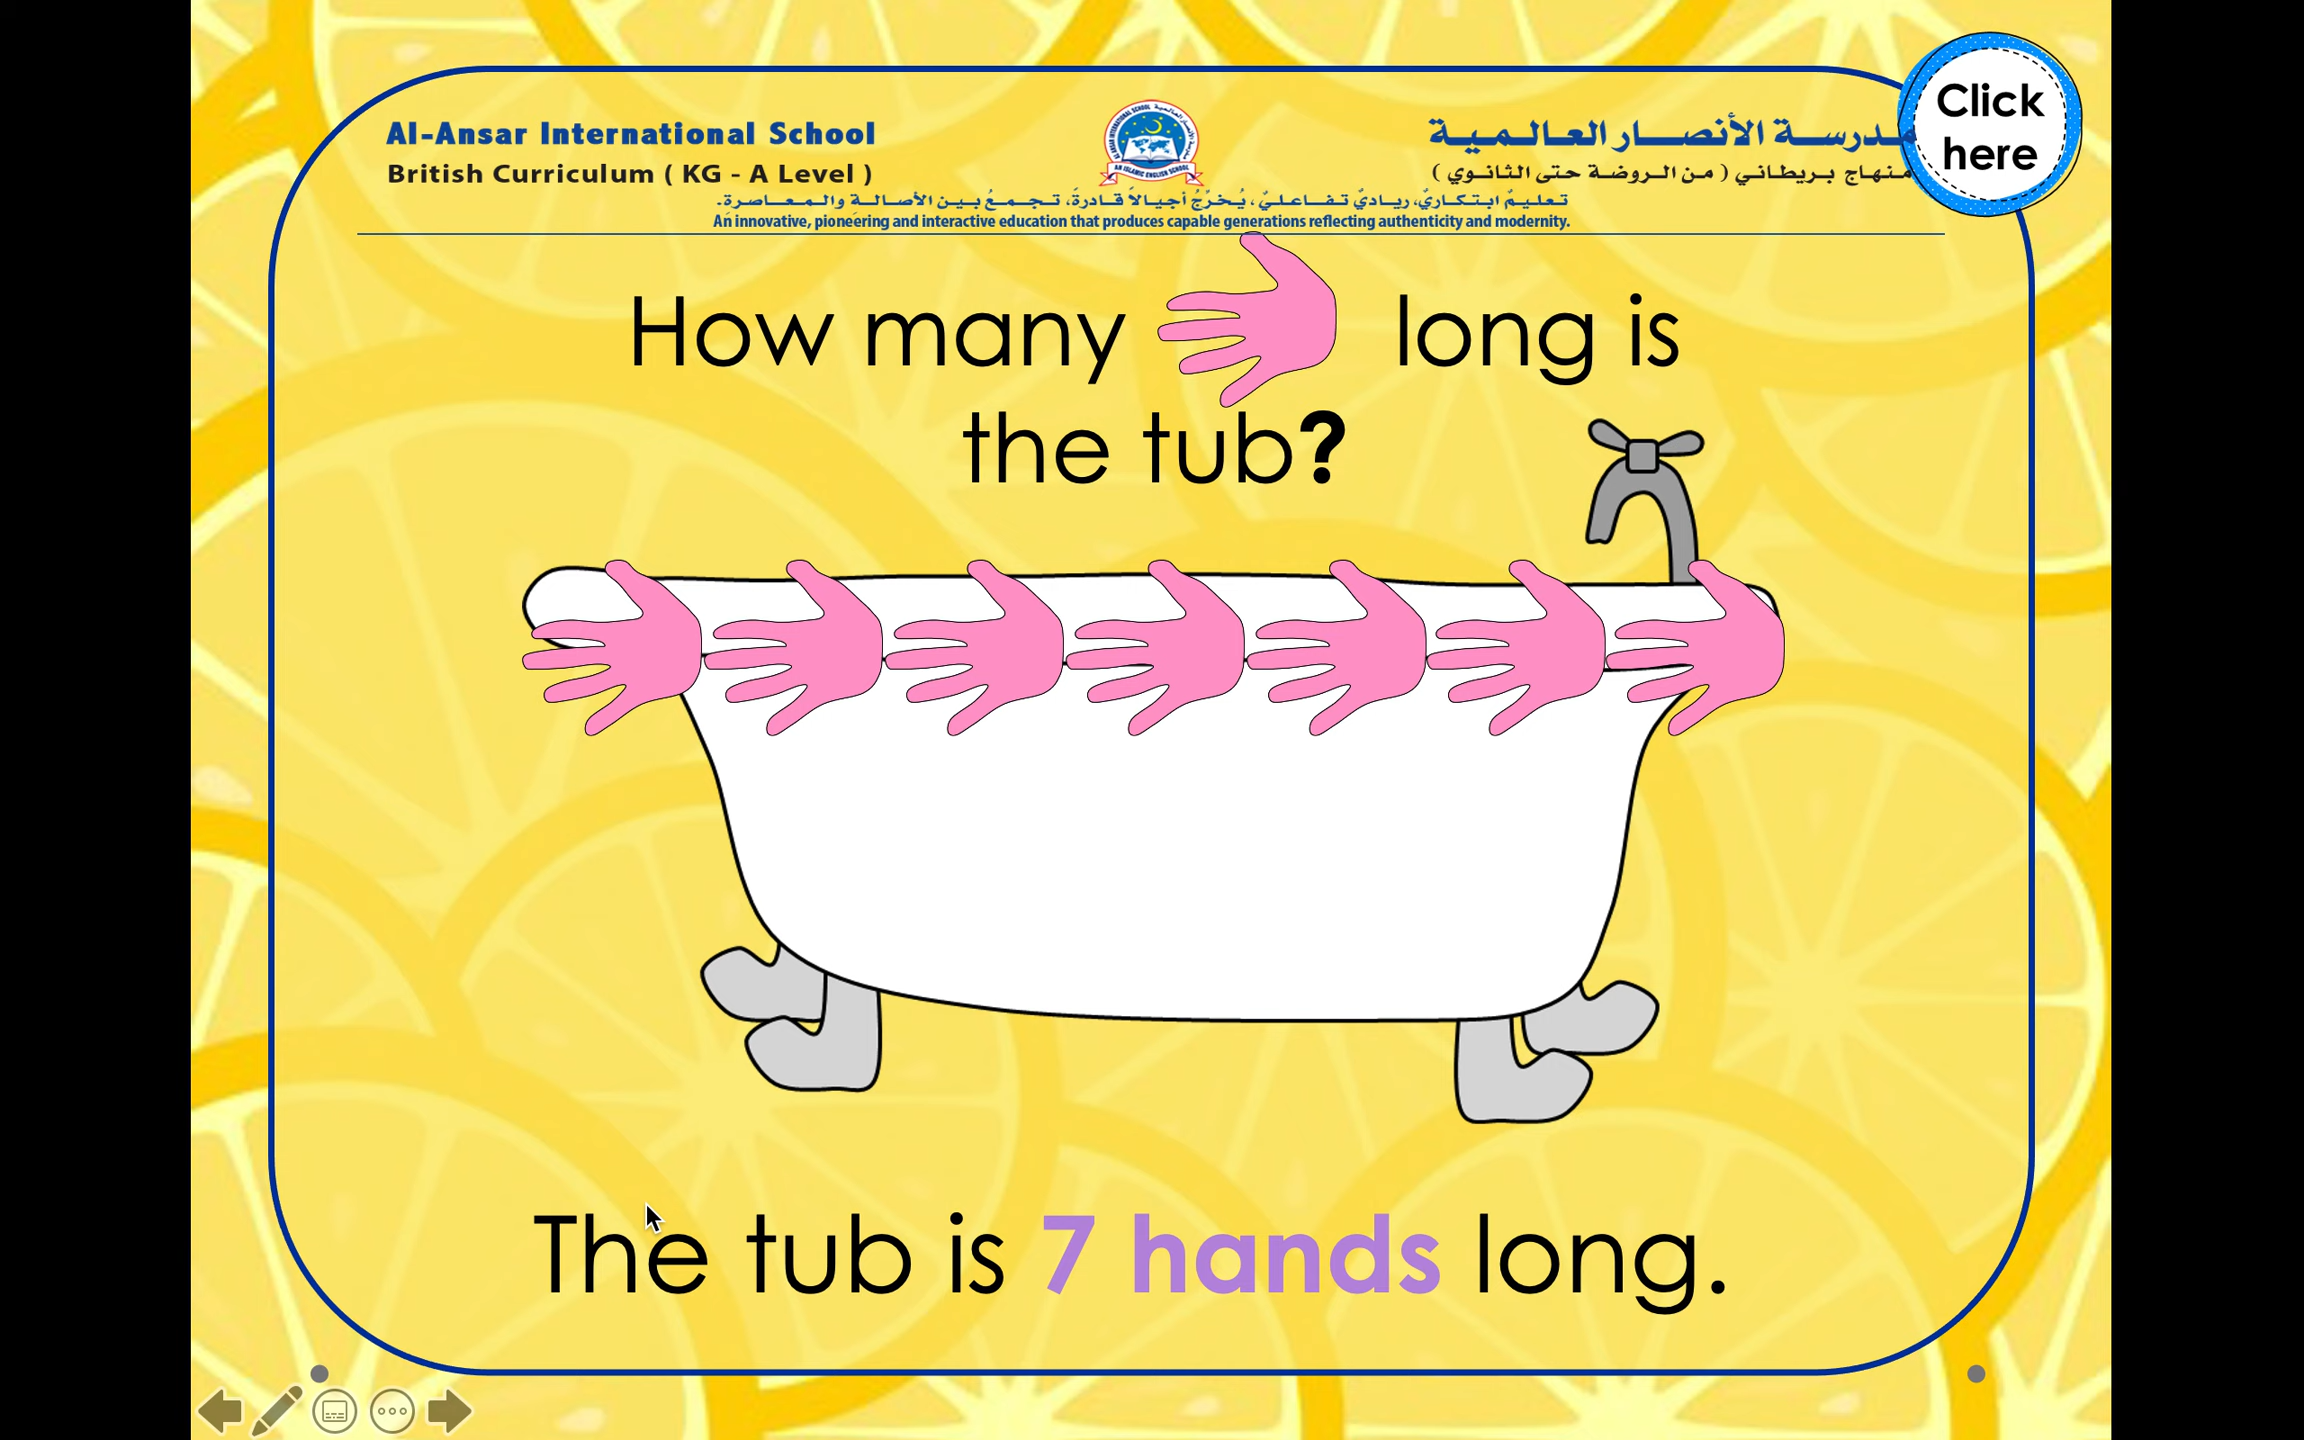 Click
here
Al-Ansar International School
مدرسة الأنصار العالمية
British Curriculum ( KG - A Level )
منهاج بريطاني ( من الروضة حتى الثانوي )
تعليمٌ ابتكاريٌ، رياديٌ تفاعليٌ، يُخرِّجُ أجيالاً قادرةً، تجمعُ بين الأصالة والمعاصرة.
An innovative, pioneering and interactive education that produces capable generations reflecting authenticity and modernity.
How many long is
the tub?
The tub is 7 hands long.